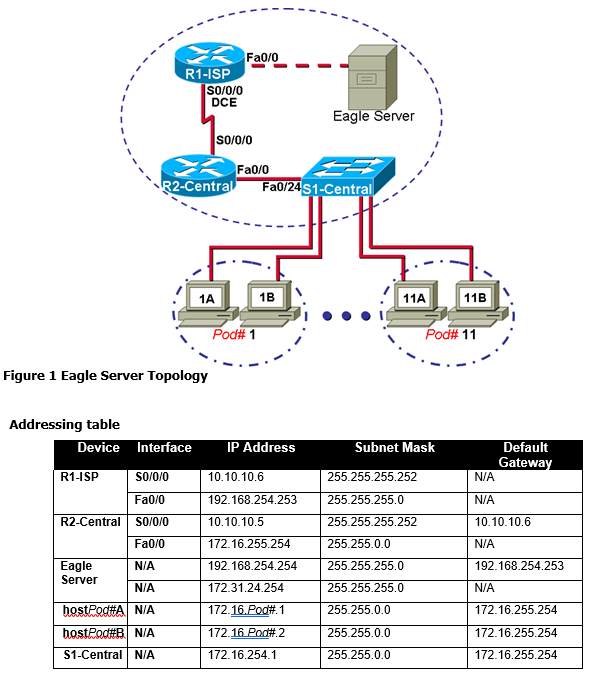 Fa0/0
R1-ISP
S0/0/0
DCE
Eagle Server
S0/0/0
Fa0/0
R2-Central
Fa0/24
S1-Central
1A
1B
11A
11B
Pod# 1
Pod# 11
Figure 1 Eagle Server Topology
Addressing table
Device Interface IP Address Subnet Mask Default Gateway
R1-ISP S0/0/0 10.10.10.6 255.255.255.252 N/A
Fa0/0 192.168.254.253 255.255.255.0 N/A
R2-Central S0/0/0 10.10.10.5 255.255.255.252 10.10.10.6
Fa0/0 172.16.255.254 255.255.0.0 N/A
Eagle Server N/A 192.168.254.254 255.255.255.0 192.168.254.253
N/A 172.31.24.254 255.255.255.0 N/A
hostPod#A N/A 172.16.Pod#.1 255.255.0.0 172.16.255.254
hostPod#B N/A 172.16.Pod#.2 255.255.0.0 172.16.255.254
S1-Central N/A 172.16.254.1 255.255.0.0 172.16.255.254